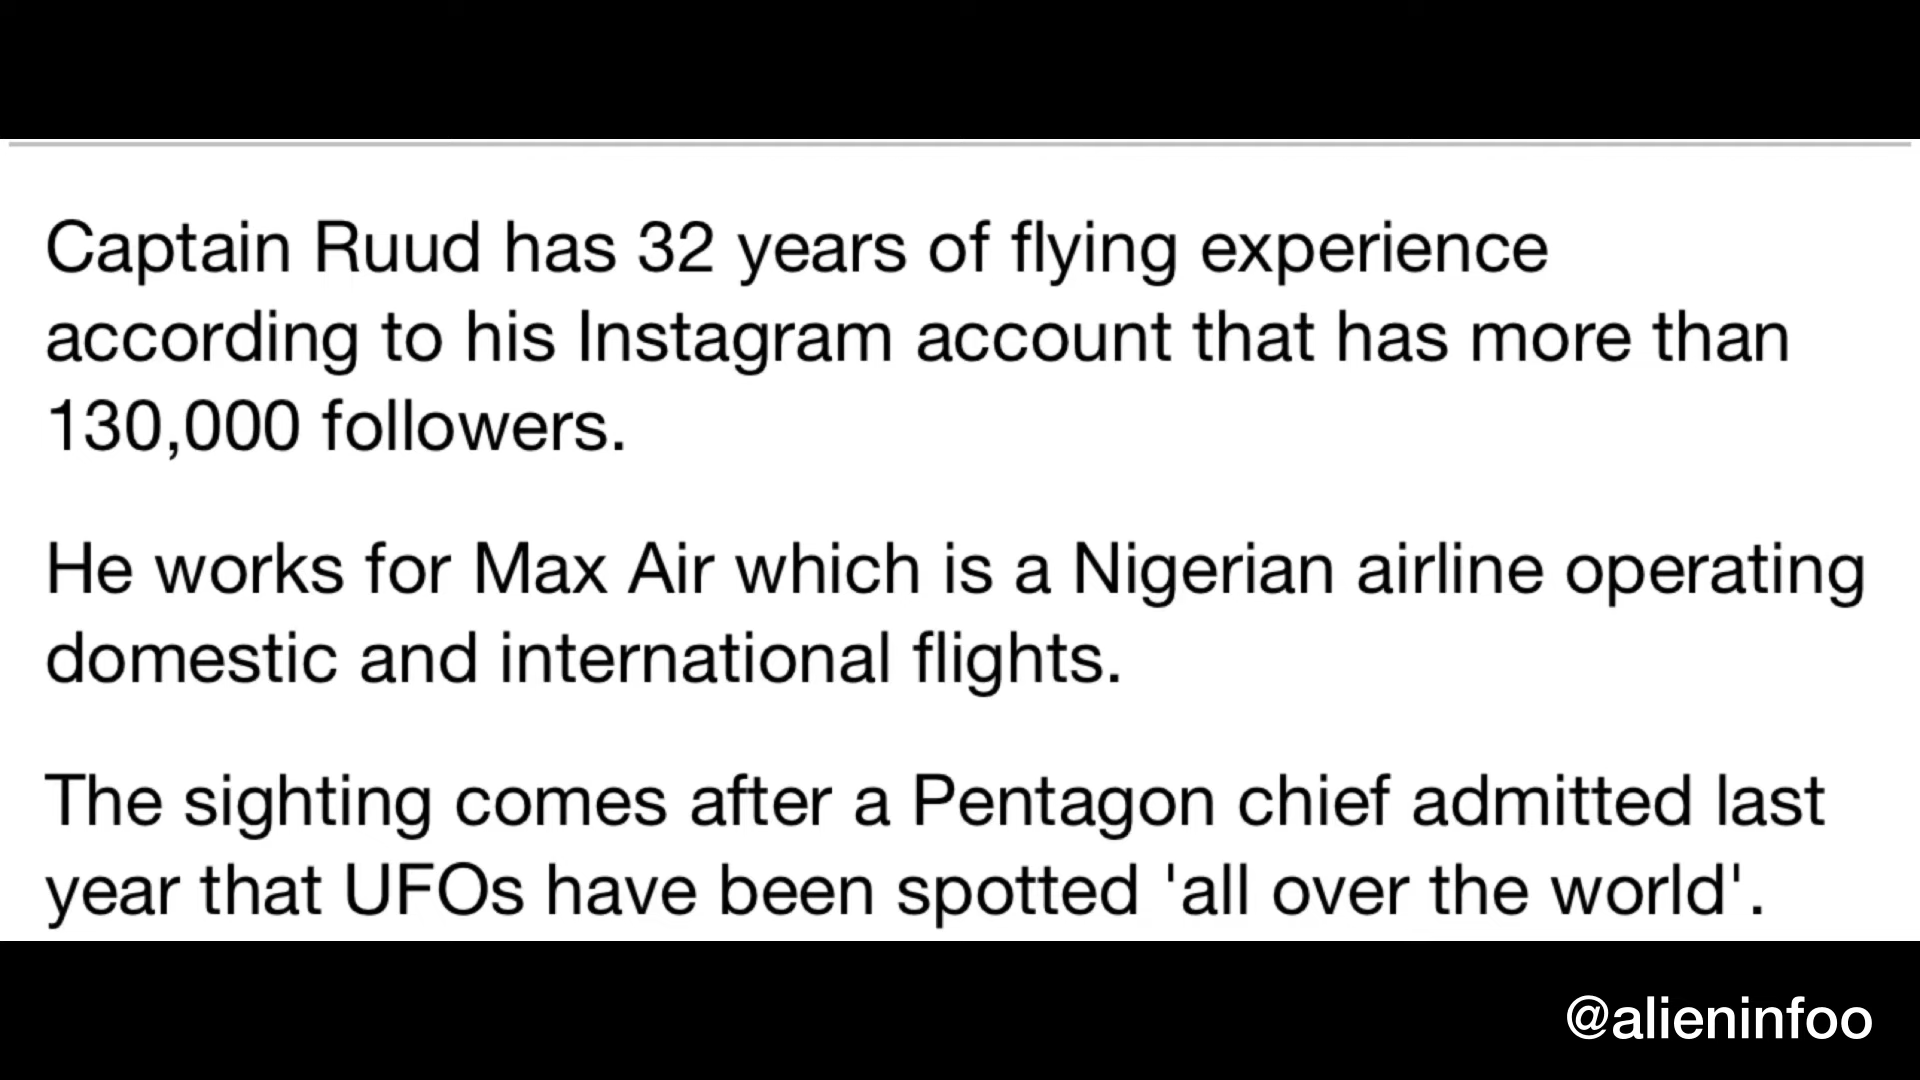 Captain Ruud has 32 years of flying experience
according to his Instagram account that has more than
130,000 followers.
He works for Max Air which is a Nigerian airline operating
domestic and international flights.
The sighting comes after a Pentagon chief admitted last
year that UFOs have been spotted 'all over the world'.
@alieninfoo